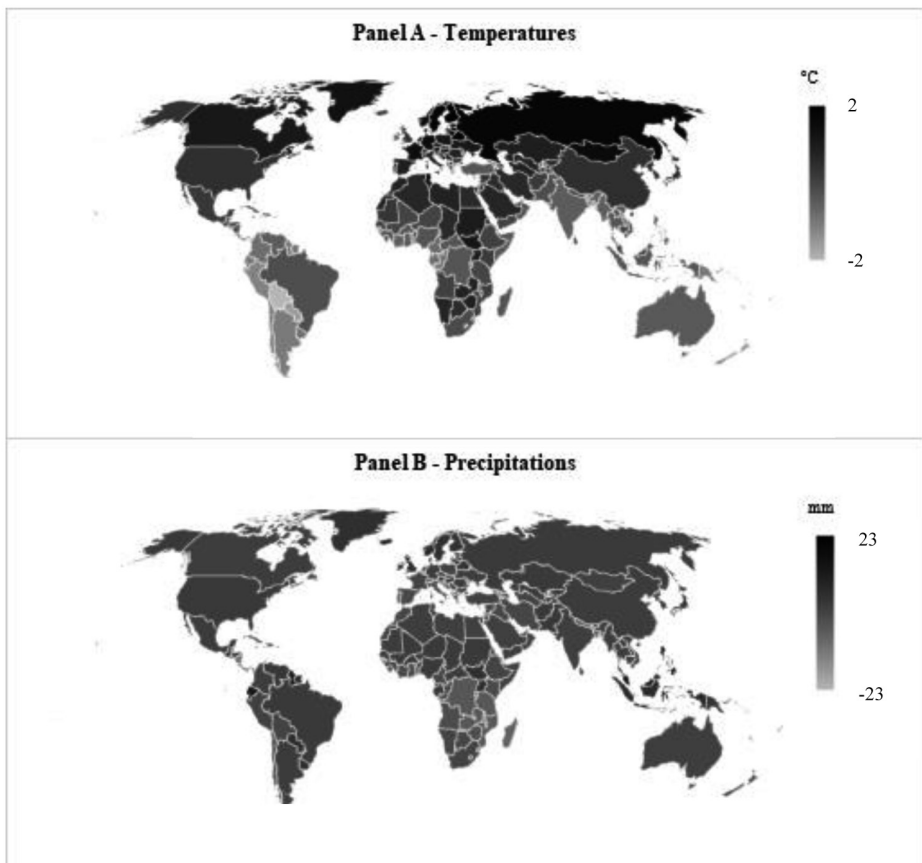 Panel A - Temperatures
°C
2
-2
Panel B - Precipitations
mm
23
-23